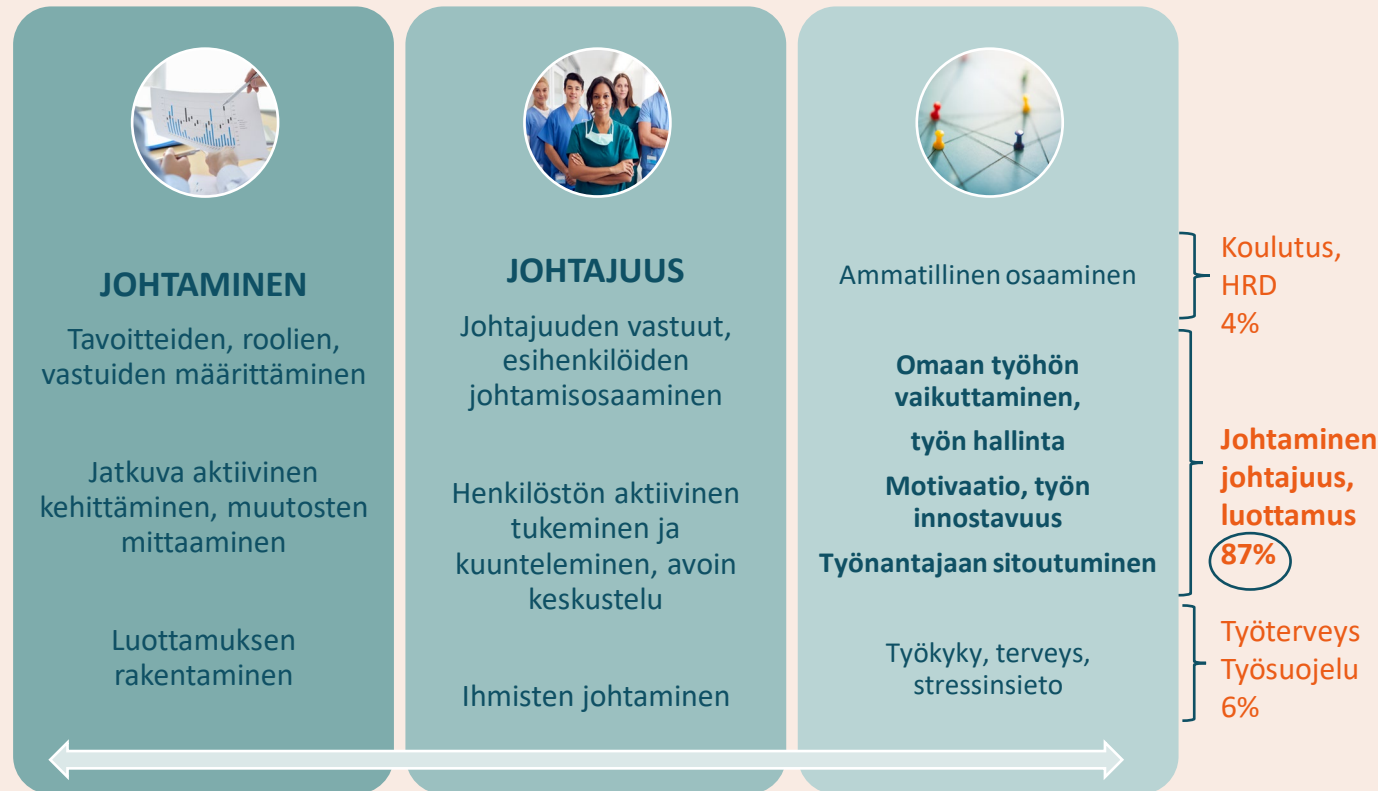 JOHTAMINEN
Tavoitteiden, roolien,
vastuiden määrittäminen
Jatkuva aktiivinen
kehittäminen, muutosten
mittaaminen
Luottamuksen
rakentaminen
JOHTAJUUS
Johtajuuden vastuut,
esihenkilöiden
johtamisosaaminen
Henkilöstön aktiivinen
tukeminen ja
kuunteleminen, avoin
keskustelu
Ihmisten johtaminen
Ammatillinen osaaminen
Omaan työhön
vaikuttaminen,
työn hallinta
Motivaatio, työn
innostavuus
Työnantajaan sitoutuminen
Työkyky, terveys,
stressinsieto
Koulutus,
HRD
4%
Johtaminen
johtajuus,
luottamus
87%
Työterveys
Työsuojelu
6%